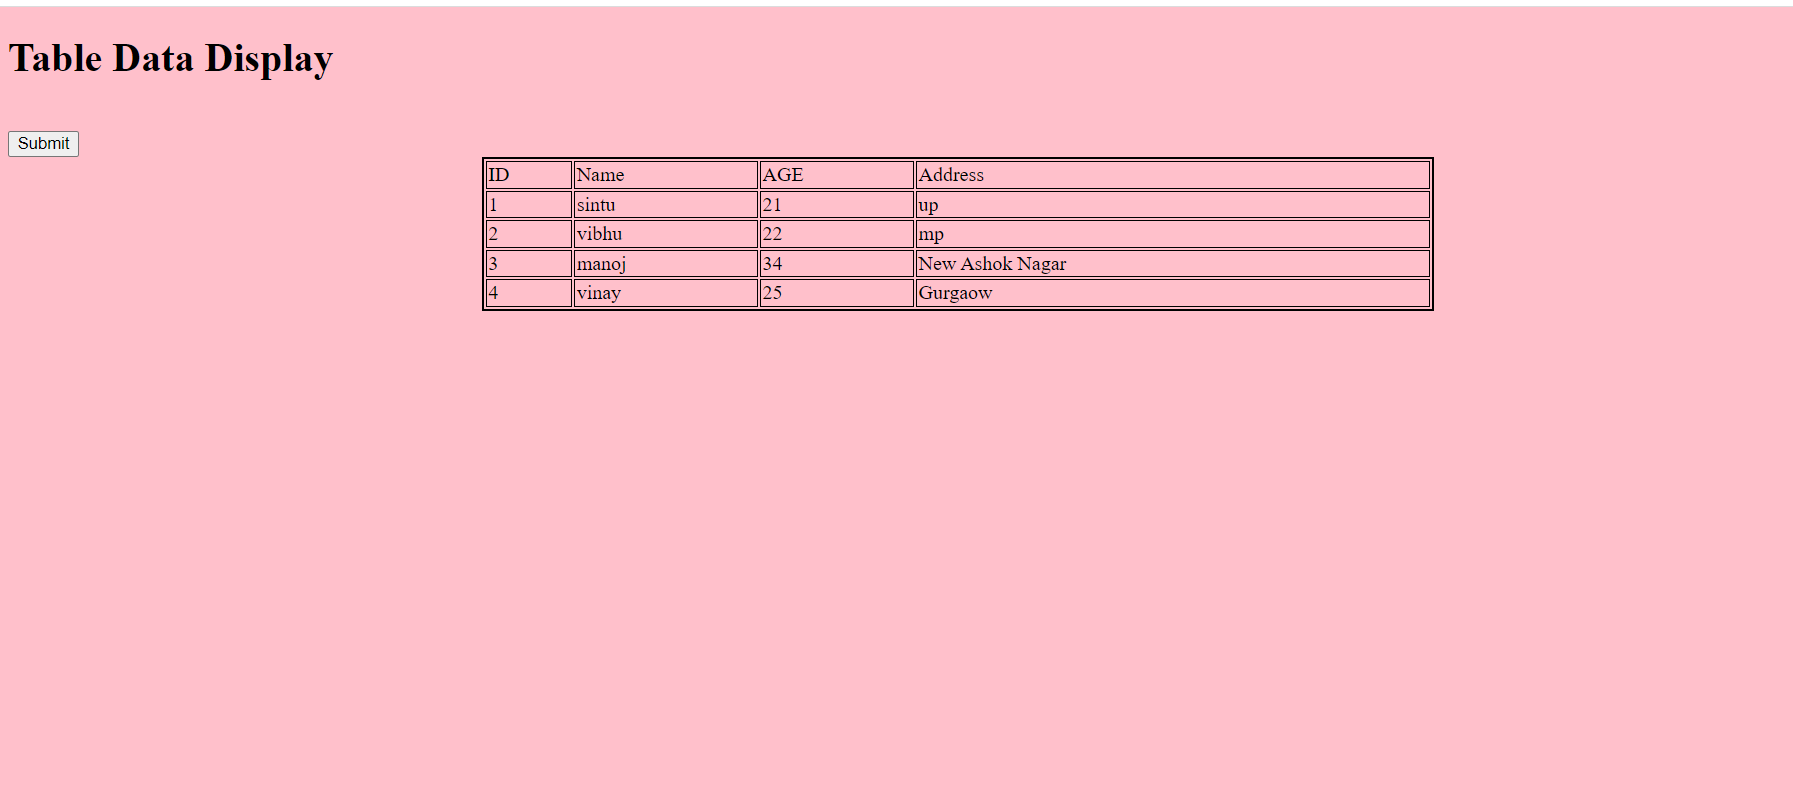 Table Data Display
Submit
ID Name AGE Address
1 sintu 21 up
2 vibhu 22 mp
3 manoj 34 New Ashok Nagar
4 vinay 25 Gurgaow